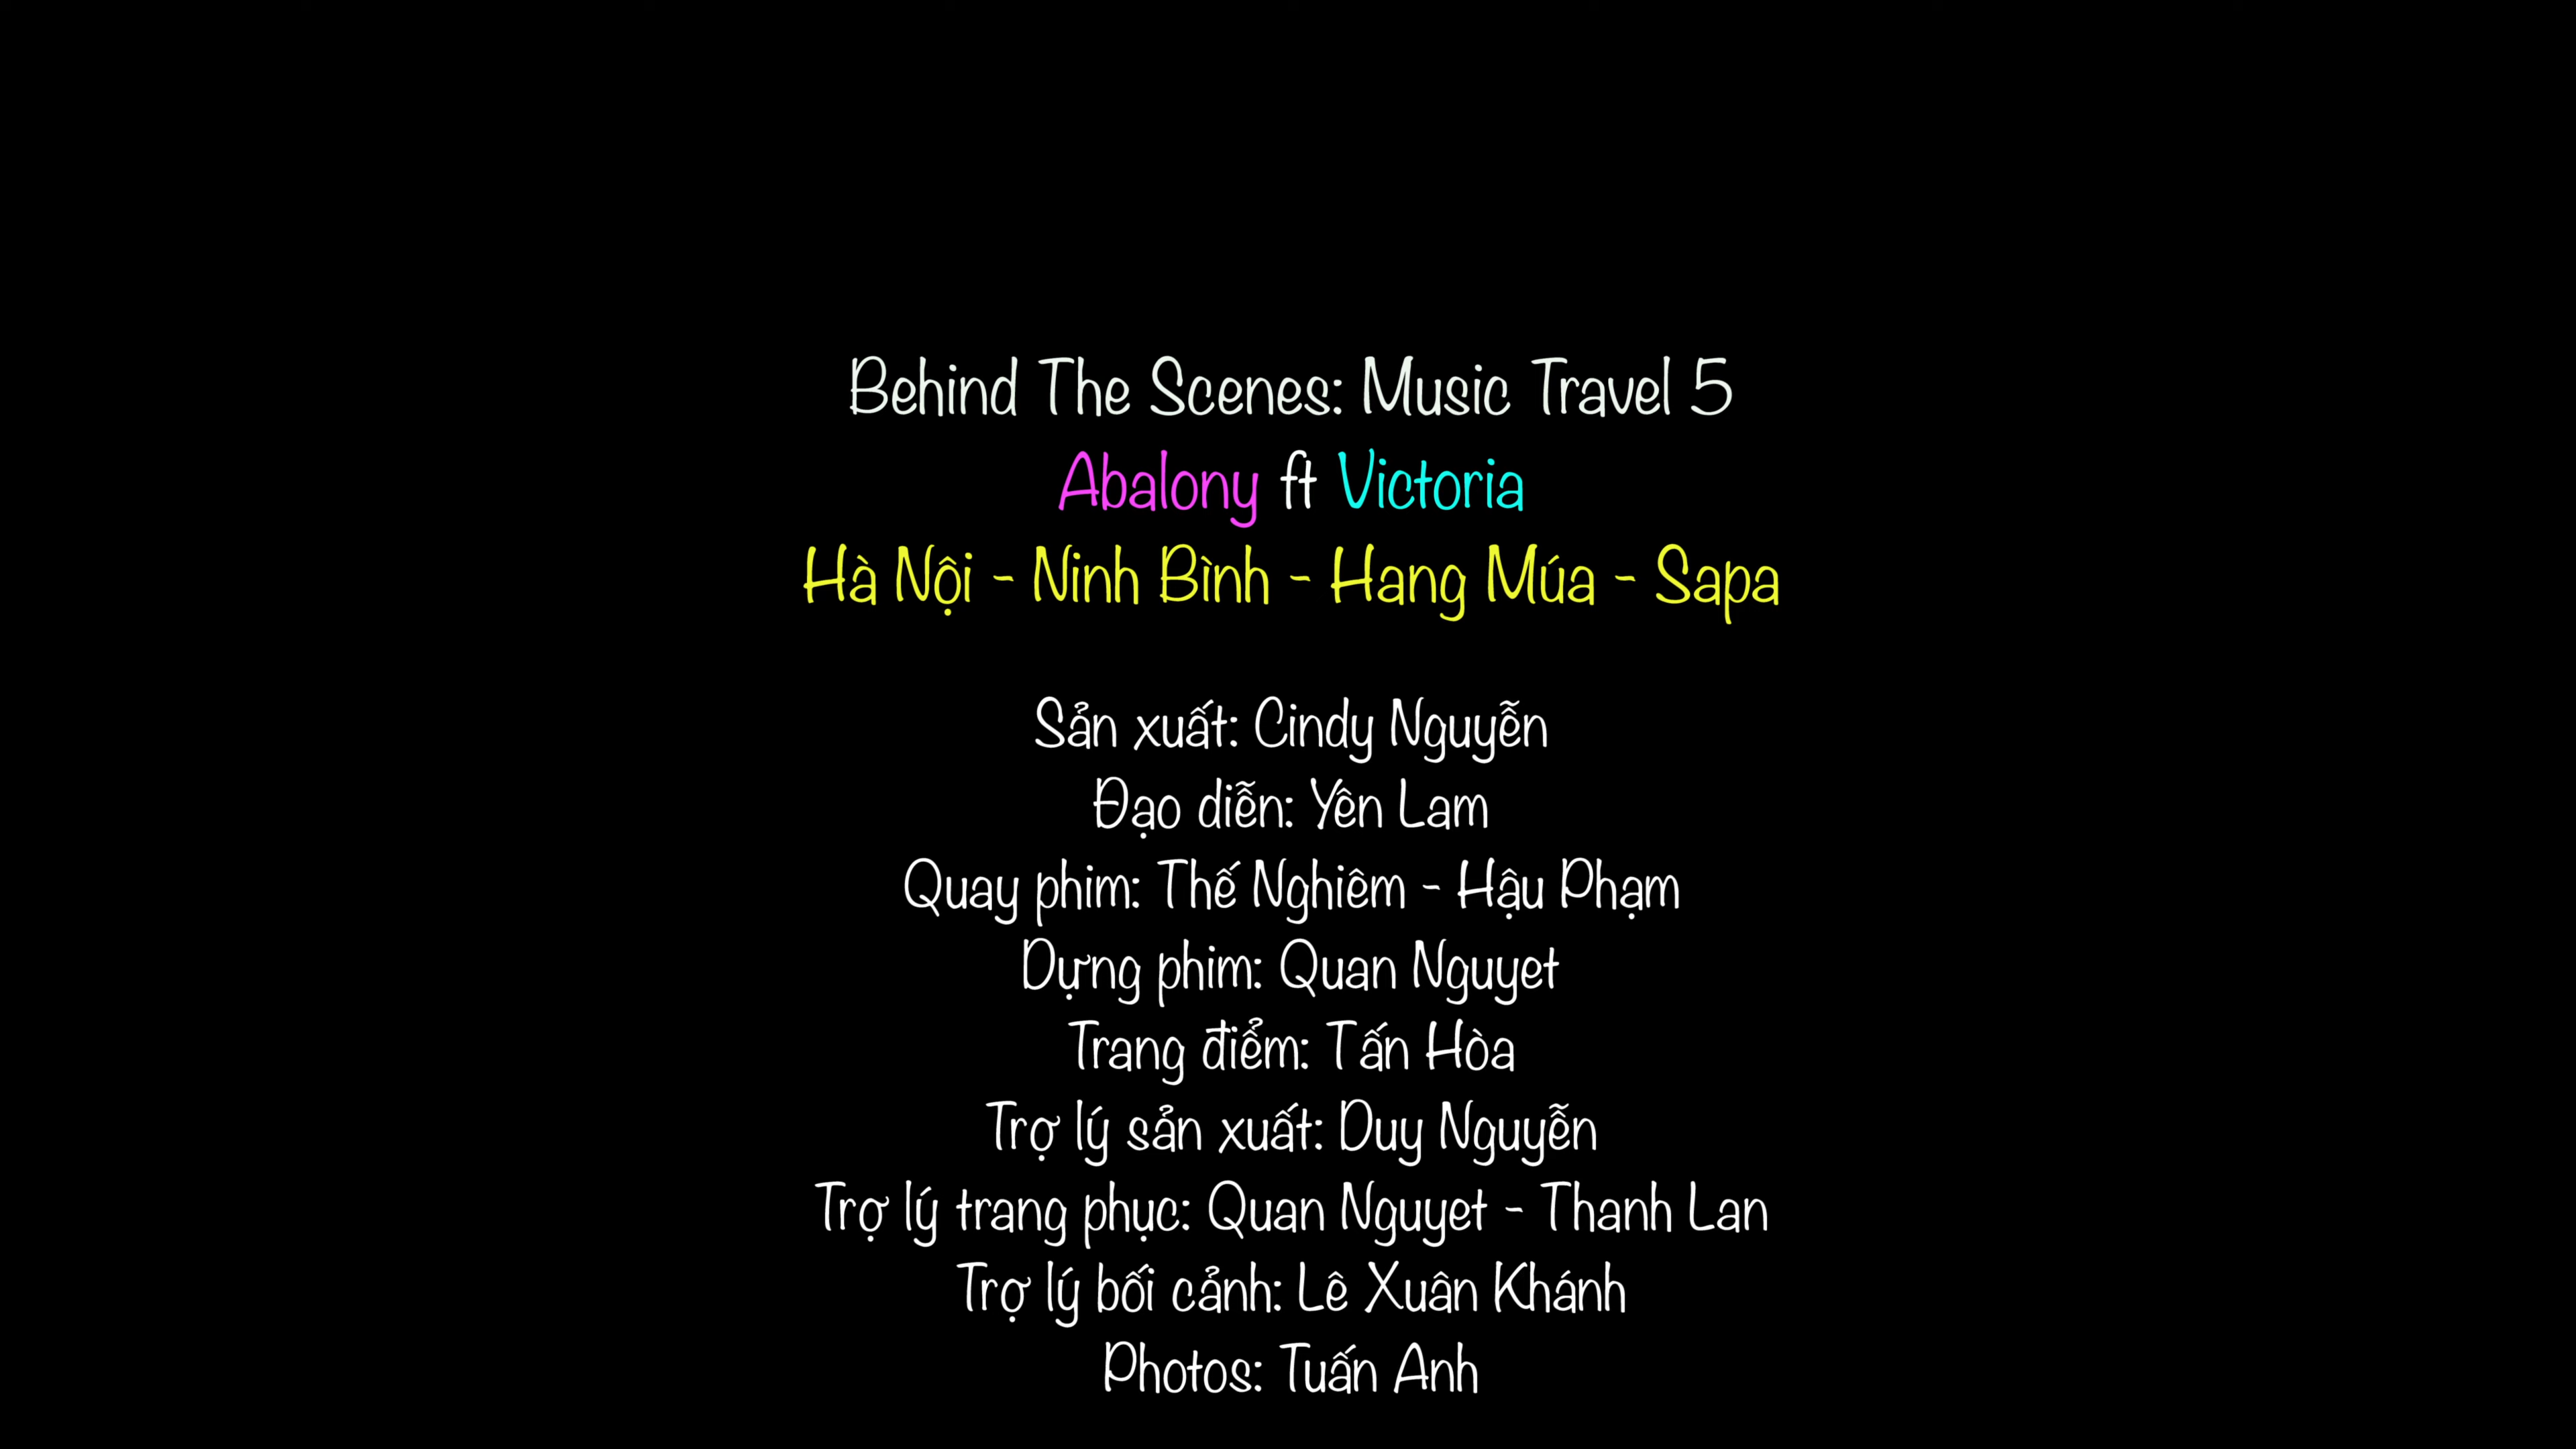 Behind The Scenes: Music Travel 5
Abalony ft Victoria
Hà Nội - Ninh Bình - Hang Múa - Sapa
Sản xuất: Cindy Nguyễn
Đạo diễn: Yên Lam
Quay phim: Thế Nghiêm - Hậu Phạm
Dựng phim: Quan Nguyet
Trang điểm: Tấn Hòa
Trợ lý sản xuất: Duy Nguyễn
Trợ lý trang phục: Quan Nguyet - Thanh Lan
Trợ lý bối cảnh: Lê Xuân Khánh
Photos: Tuấn Anh